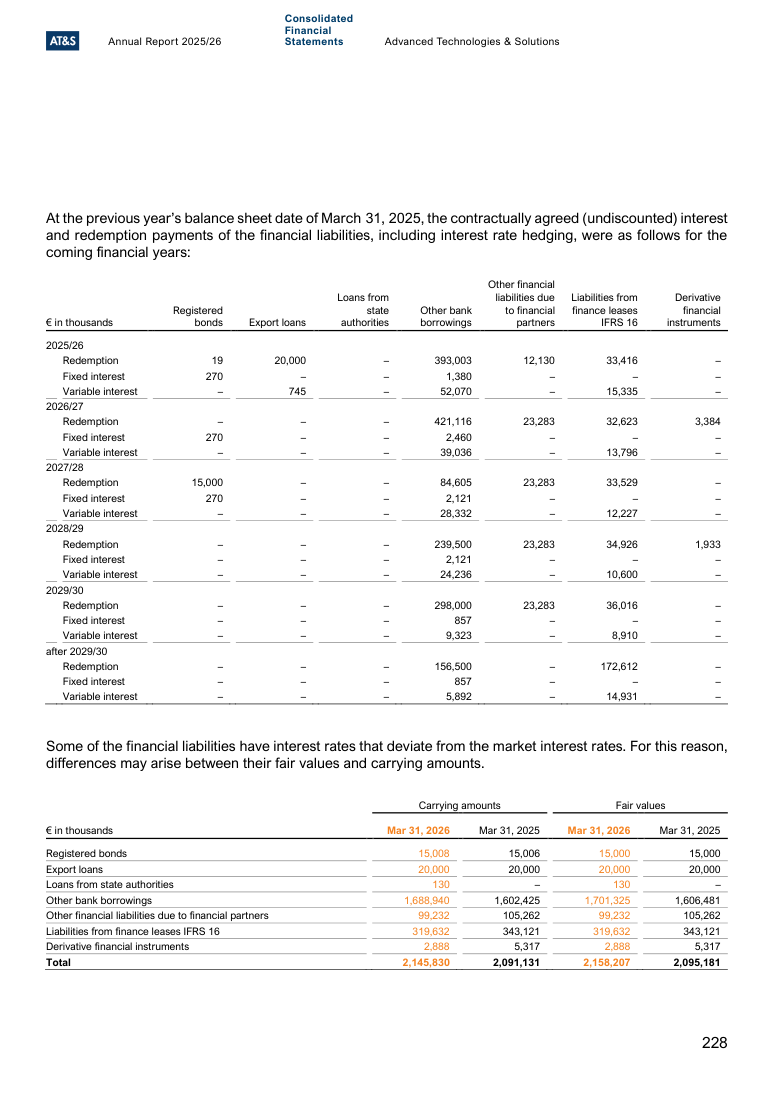 AT&S Annual Report 2025/26 Consolidated Financial Statements Advanced Technologies & Solutions
At the previous year's balance sheet date of March 31, 2025, the contractually agreed (undiscounted) interest
and redemption payments of the financial liabilities, including interest rate hedging, were as follows for the
coming financial years:
€ in thousands Registered bonds Export loans Loans from state authorities Other bank borrowings Other financial liabilities due to financial partners Liabilities from finance leases IFRS 16 Derivative financial instruments
2025/26
Redemption 19 20,000 – 393,003 12,130 33,416 –
Fixed interest 270 – – 1,380 – – –
Variable interest – 745 – 52,070 – 15,335 –
2026/27
Redemption – – – 421,116 23,283 32,623 3,384
Fixed interest 270 – – 2,460 – – –
Variable interest – – – 39,036 – 13,796 –
2027/28
Redemption 15,000 – – 84,605 23,283 33,529 –
Fixed interest 270 – – 2,121 – – –
Variable interest – – – 28,332 – 12,227 –
2028/29
Redemption – – – 239,500 23,283 34,926 1,933
Fixed interest – – – 2,121 – – –
Variable interest – – – 24,236 – 10,600 –
2029/30
Redemption – – – 298,000 23,283 36,016 –
Fixed interest – – – 857 – – –
Variable interest – – – 9,323 – 8,910 –
after 2029/30
Redemption – – – 156,500 – 172,612 –
Fixed interest – – – 857 – – –
Variable interest – – – 5,892 – 14,931 –
Some of the financial liabilities have interest rates that deviate from the market interest rates. For this reason,
differences may arise between their fair values and carrying amounts.
Carrying amounts Fair values
€ in thousands Mar 31, 2026 Mar 31, 2025 Mar 31, 2026 Mar 31, 2025
Registered bonds 15,008 15,006 15,000 15,000
Export loans 20,000 20,000 20,000 20,000
Loans from state authorities 130 – 130 –
Other bank borrowings 1,688,940 1,602,425 1,701,325 1,606,481
Other financial liabilities due to financial partners 99,232 105,262 99,232 105,262
Liabilities from finance leases IFRS 16 319,632 343,121 319,632 343,121
Derivative financial instruments 2,888 5,317 2,888 5,317
Total 2,145,830 2,091,131 2,158,207 2,095,181
228